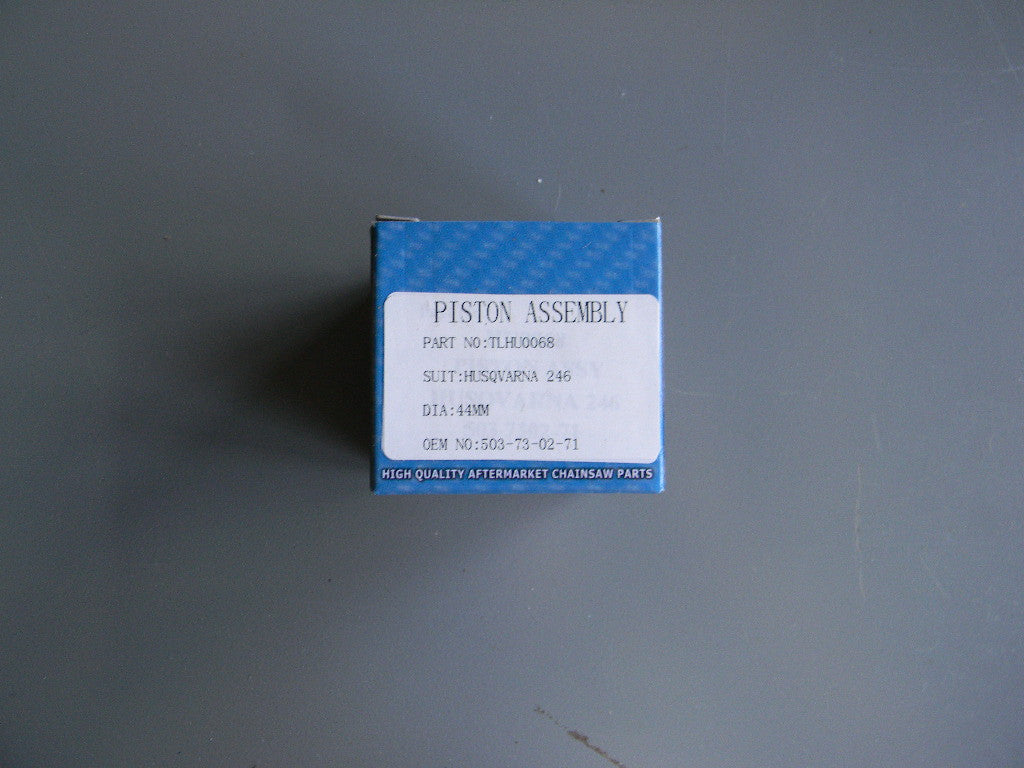 PISTON ASSEMBLY
PART NO:TLHU0068
SUIT:HUSQVARNA 246
DIA:44MM
OEM NO:503-73-02-71
HIGH QUALITY AFTERMARKET CHAINSAW PARTS